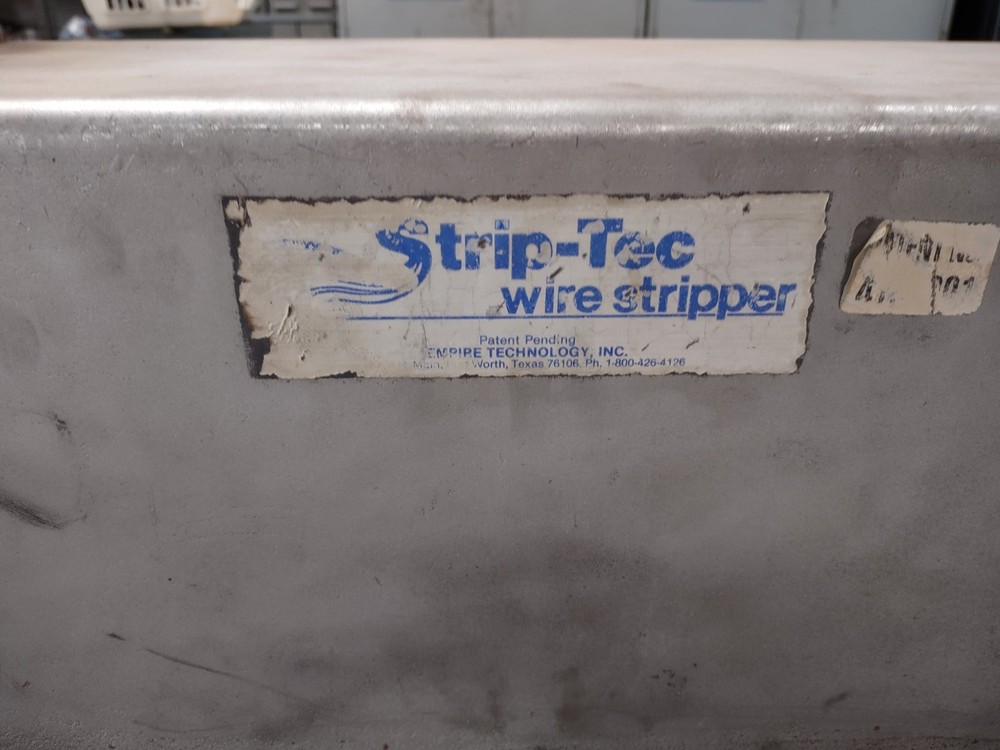 Strip-Tec
wire stripper
Patent Pending
EMPIRE TECHNOLOGY, INC.
Worth, Texas 76106. Ph. 1-800-426-4126